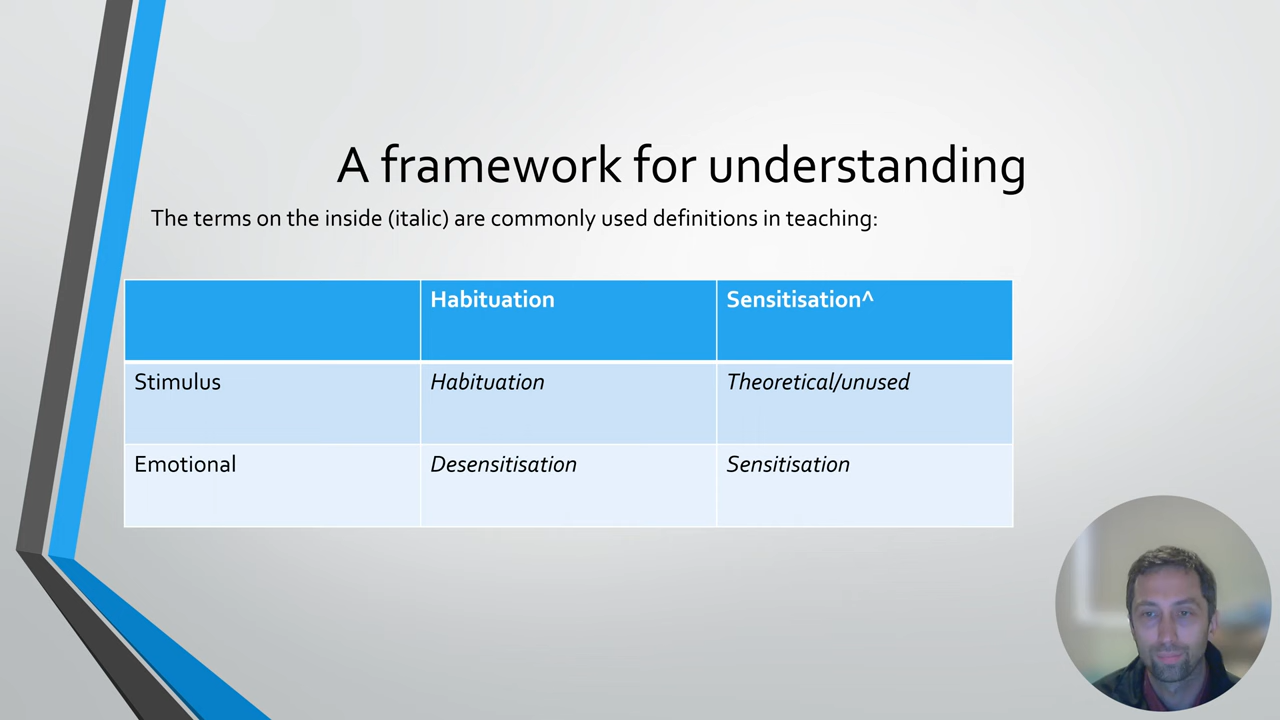 A framework for understanding
The terms on the inside (italic) are commonly used definitions in teaching:
Habituation
Sensitisation^
Stimulus
Habituation
Theoretical/unused
Emotional
Desensitisation
Sensitisation